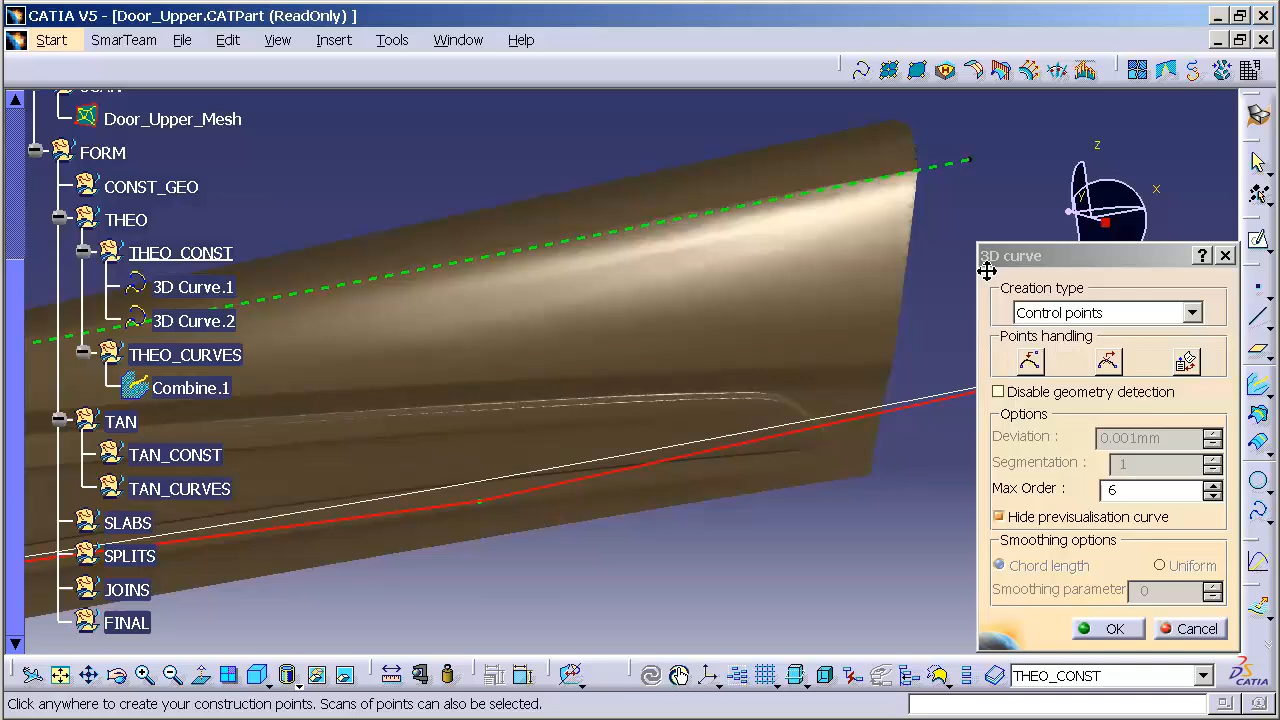 CATIA V5 - [Door_Upper.CATPart (ReadOnly) ]
Start SmarTeam File Edit View Insert Tools Window Help
Door_Upper_Mesh
FORM
CONST_GEO
THEO
THEO_CONST
3D Curve.1
3D Curve.2
THEO_CURVES
Combine.1
TAN
TAN_CONST
TAN_CURVES
SLABS
SPLITS
JOINS
FINAL
z
x
y
3D curve
Creation type
Control points
Points handling
Disable geometry detection
Options
Deviation : 0.001mm
Segmentation : 1
Max Order : 6
Hide previsualisation curve
Smoothing options
Chord length Uniform
Smoothing parameter 0
OK Cancel
THEO_CONST
CATIA
Click anywhere to create your construction points. Scans of points can also be selected.